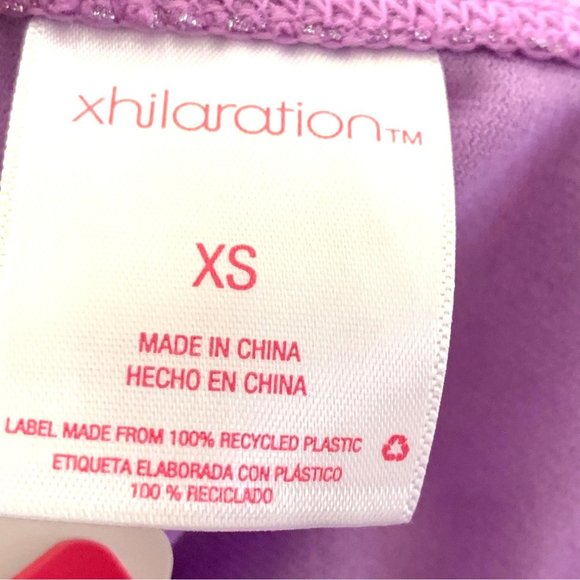 xhilaration™
XS
MADE IN CHINA
HECHO EN CHINA
LABEL MADE FROM 100% RECYCLED PLASTIC
ETIQUETA ELABORADA CON PLÁSTICO
100 % RECICLADO